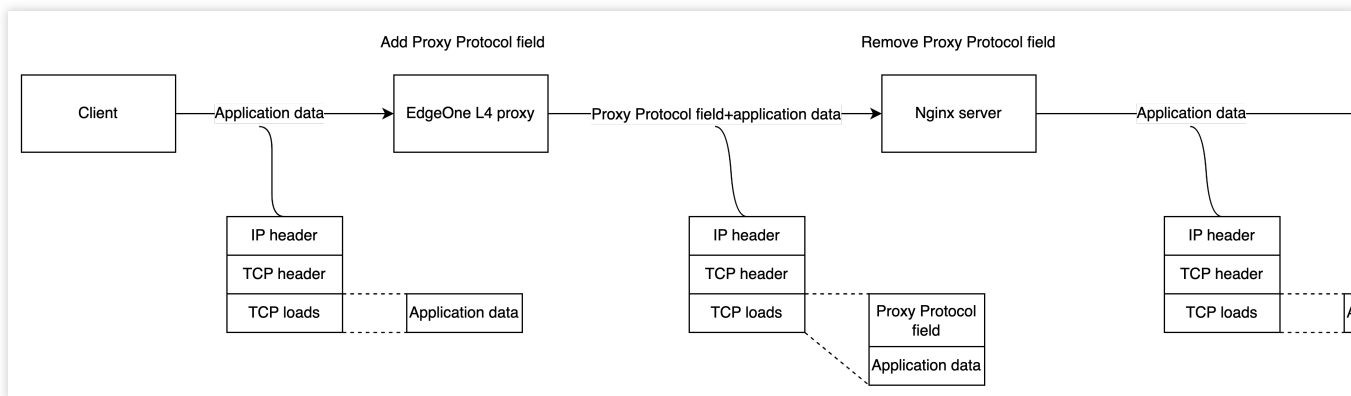 Add Proxy Protocol field
Remove Proxy Protocol field
Client
Application data
EdgeOne L4 proxy
Proxy Protocol field+application data
Nginx server
Application data
IP header
TCP header
TCP loads
Application data
IP header
TCP header
TCP loads
Proxy Protocol
field
Application data
IP header
TCP header
TCP loads